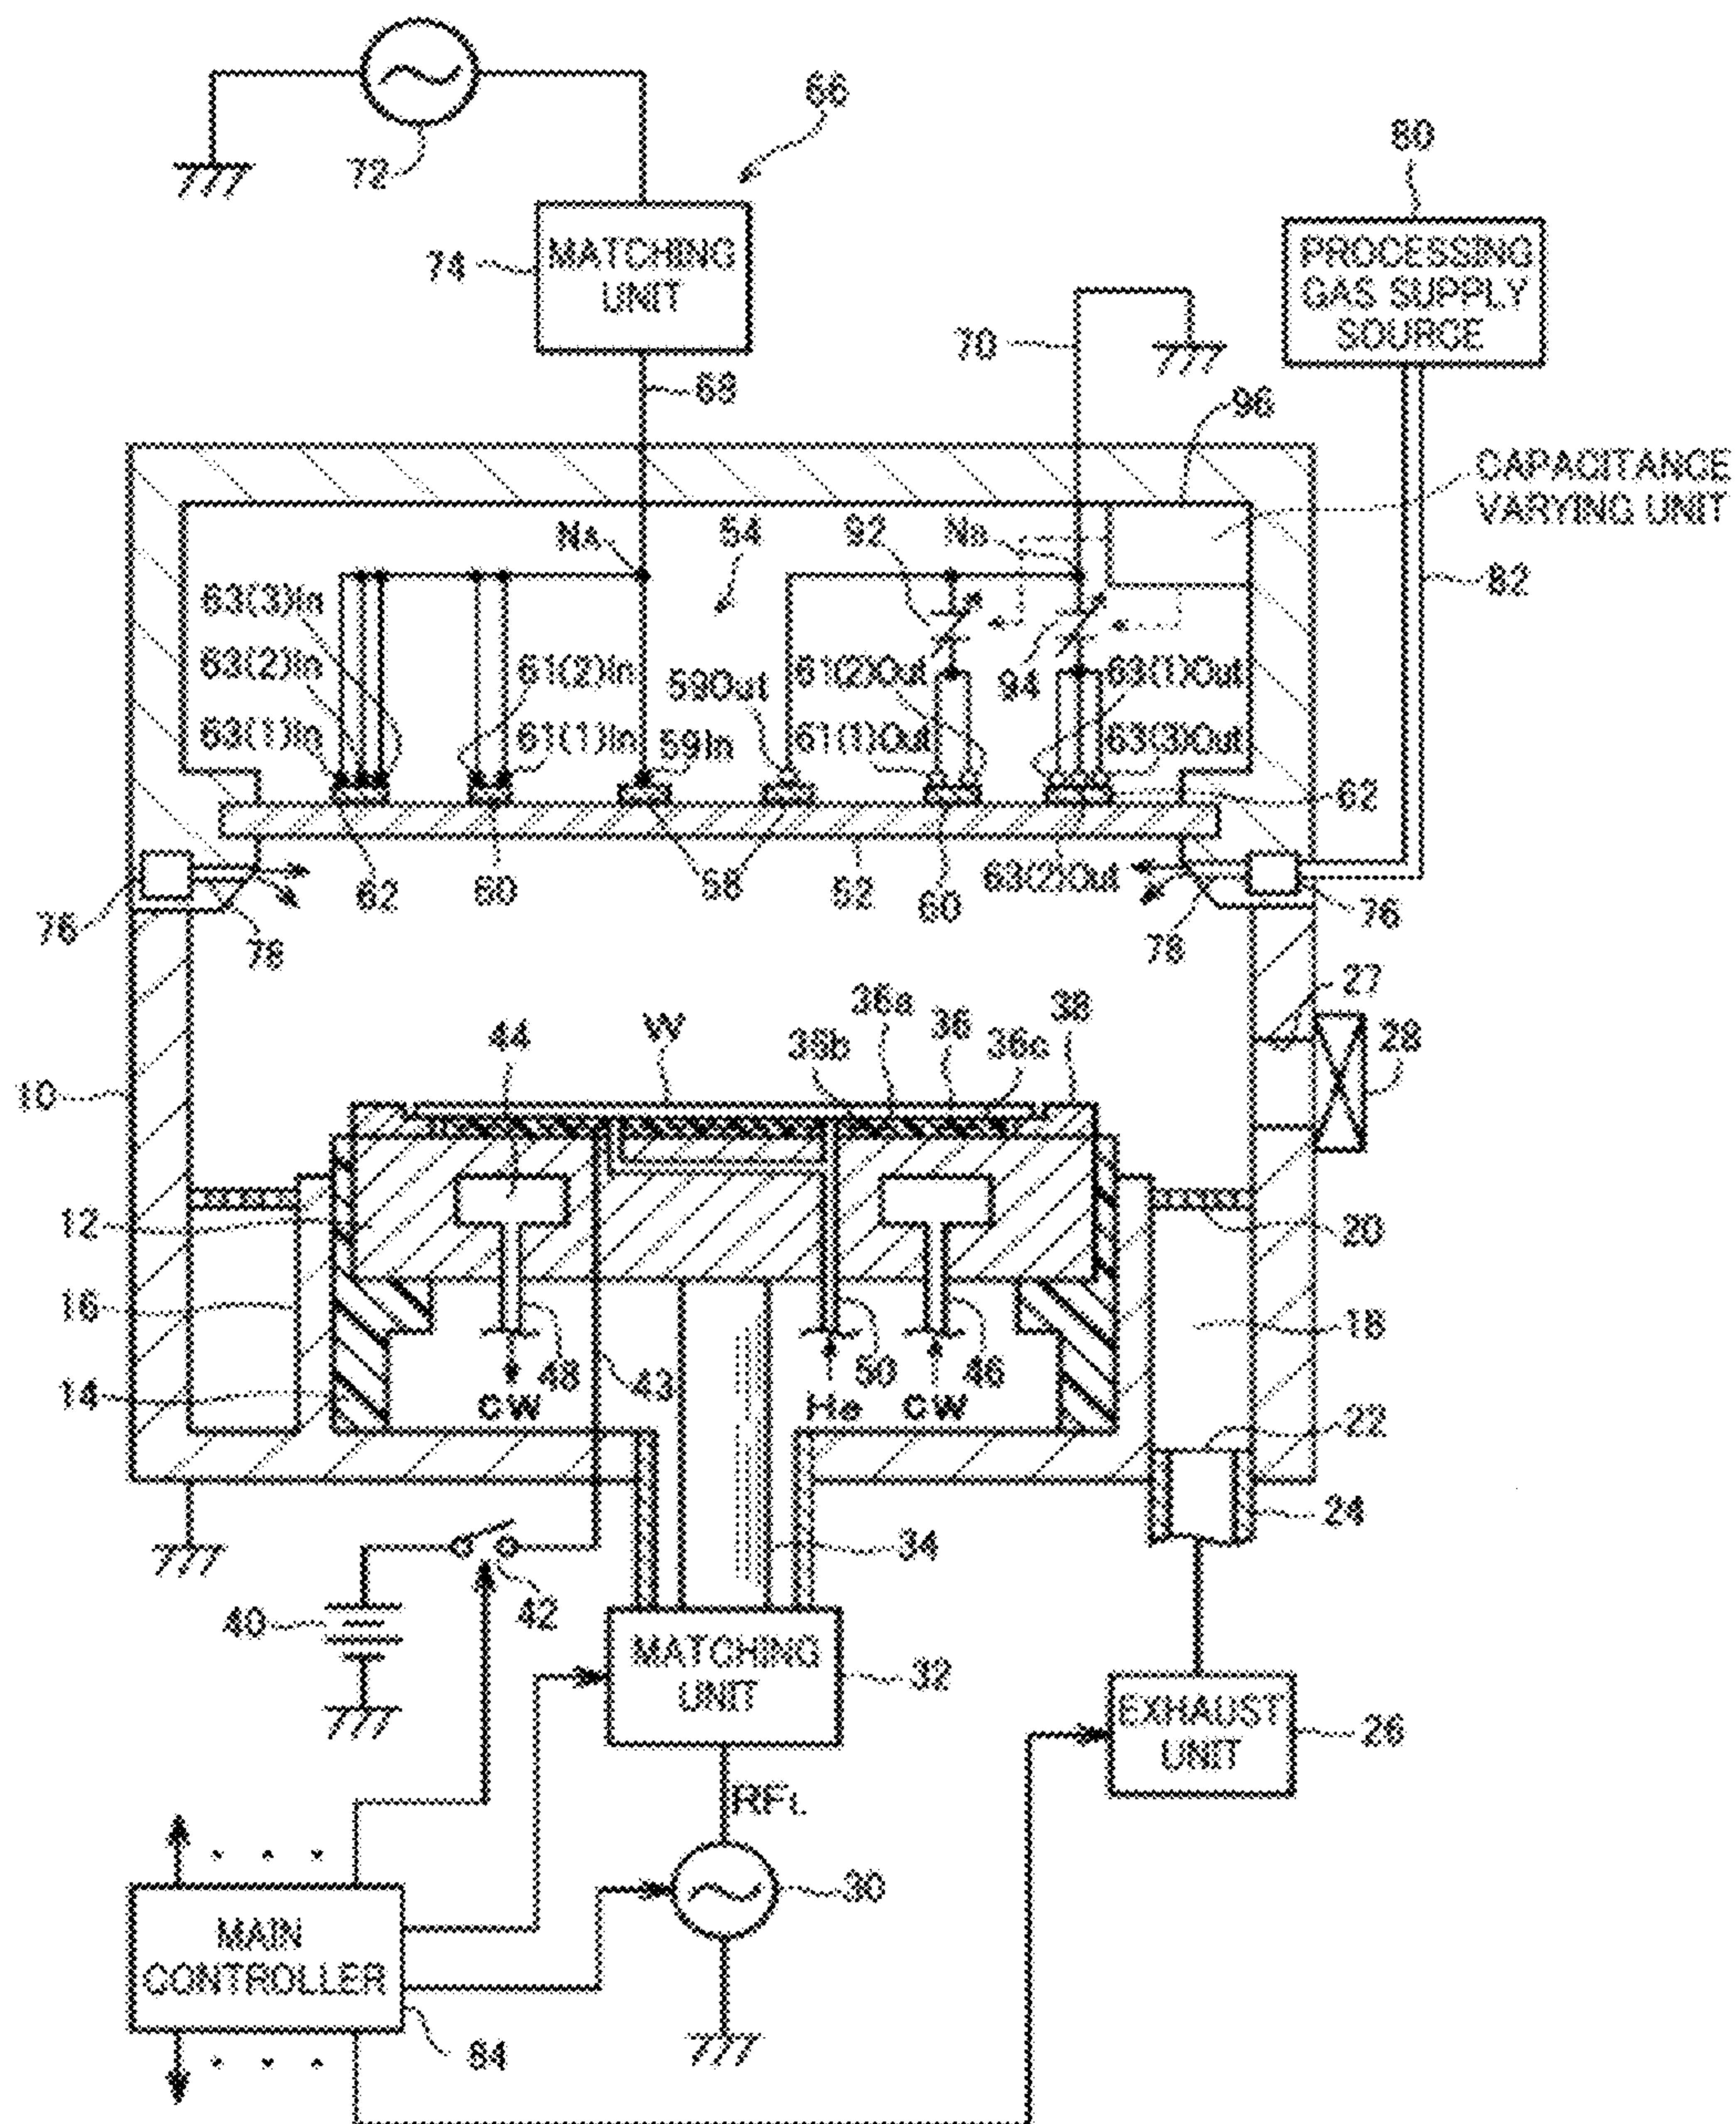 66
80
72
MATCHING
UNIT
74
PROCESSING
GAS SUPPLY
SOURCE
70
68
96
CAPACITANCE
VARYING UNIT
NA
54
92
NB
82
63(3)In
63(2)In
61(2)In
59Out
61(2)Out
94
63(1)Out
63(1)In
61(1)In
59In
61(1)Out
63(3)Out
62
76
78
62
60
58
52
60
63(2)Out
78
76
27
28
44
W
36b
36a
36
36c
38
10
12
20
16
18
48
43
50
46
14
CW
He
CW
22
24
34
40
42
MATCHING
UNIT
32
EXHAUST
UNIT
26
RFL
30
MAIN
CONTROLLER
84